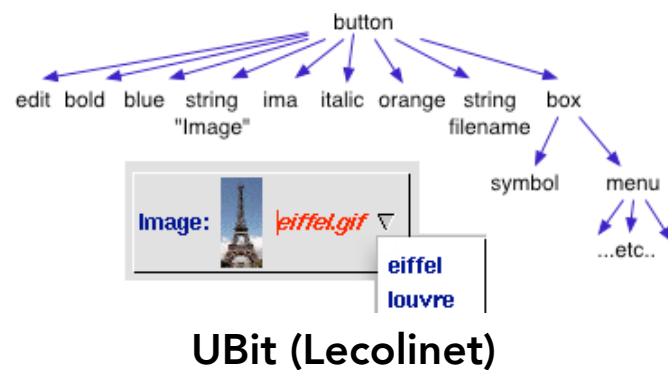 button
edit bold blue string ima italic orange string box
"Image" filename
symbol menu
...etc..
Image: eiffel.gif
eiffel
louvre
UBit (Lecolinet)